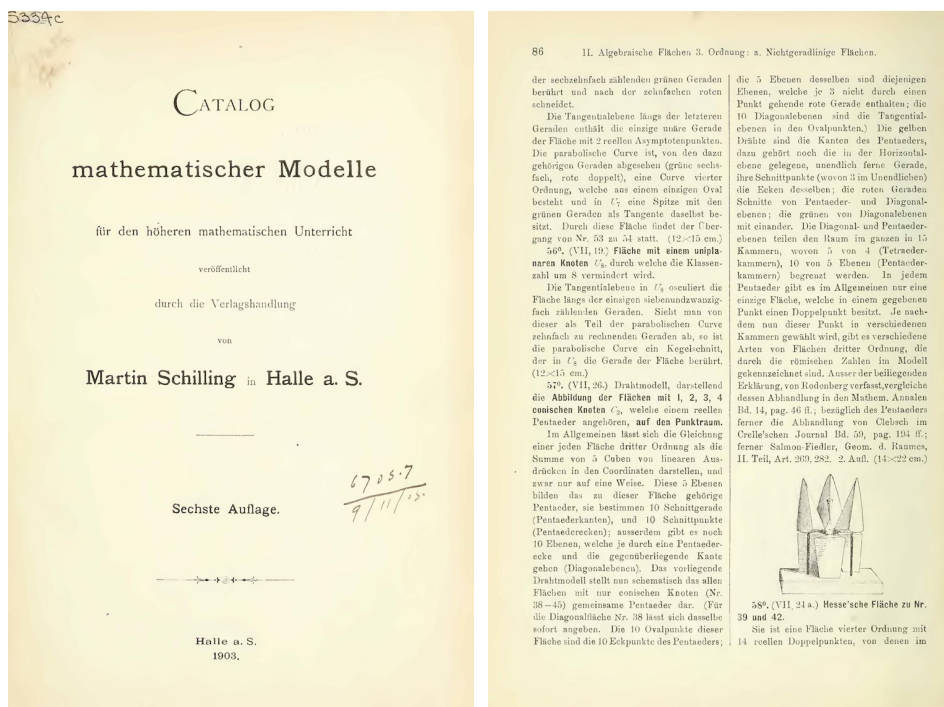 S334c
CATALOG
mathematischer Modelle
für den höheren mathematischen Unterricht
veröffentlicht
durch die Verlagshandlung
von
Martin Schilling in Halle a. S.
Sechste Auflage.
6705·7
9/11/05·
Halle a. S.
1903.
86 II. Algebraische Flächen 3. Ordnung: a. Nichtgeradlinige Flächen.
der sechzehnfach zählenden grünen Geraden
berührt und nach der zehnfachen roten
schneidet.
Die Tangentialebene längs der letzteren
Geraden enthält die einzige unäre Gerade
der Fläche mit 2 reellen Asymptotenpunkten.
Die parabolische Curve ist, von den dazu
gehörigen Geraden abgesehen (grüne sechs-
fach, rote doppelt), eine Curve vierter
Ordnung, welche aus einem einzigen Oval
besteht und in U₇ eine Spitze mit den
grünen Geraden als Tangente daselbst be-
sitzt. Durch diese Fläche findet der Über-
gang von Nr. 53 zu 54 statt. (12×15 cm.)
56⁰. (VII, 19.) Fläche mit einem unipla-
naren Knoten U₈, durch welche die Klassen-
zahl um 8 vermindert wird.
Die Tangentialebene in U₈ osculiert die
Fläche längs der einzigen siebenundzwanzig-
fach zählenden Geraden. Sieht man von
dieser als Teil der parabolischen Curve
zehnfach zu rechnenden Geraden ab, so ist
die parabolische Curve ein Kegelschnitt,
der in U₈ die Gerade der Fläche berührt.
(12×15 cm.)
57⁰. (VII, 26.) Drahtmodell, darstellend
die Abbildung der Flächen mit 1, 2, 3, 4
conischen Knoten C₂, welche einem reellen
Pentaeder angehören, auf den Punktraum.
Im Allgemeinen lässt sich die Gleichung
einer jeden Fläche dritter Ordnung als die
Summe von 5 Cuben von linearen Aus-
drücken in den Coordinaten darstellen, und
zwar nur auf eine Weise. Diese 5 Ebenen
bilden das zu dieser Fläche gehörige
Pentaeder, sie bestimmen 10 Schnittgerade
(Pentaederkanten), und 10 Schnittpunkte
(Pentaederecken); ausserdem gibt es noch
10 Ebenen, welche je durch eine Pentaeder-
ecke und die gegenüberliegende Kante
gehen (Diagonalebenen). Das vorliegende
Drahtmodell stellt nun schematisch das allen
Flächen mit nur conischen Knoten (Nr.
38—45) gemeinsame Pentaeder dar. (Für
die Diagonalfläche Nr. 38 lässt sich dasselbe
sofort angeben. Die 10 Ovalpunkte dieser
Fläche sind die 10 Eckpunkte des Pentaeders;
die 5 Ebenen desselben sind diejenigen
Ebenen, welche je 3 nicht durch einen
Punkt gehende rote Gerade enthalten; die
10 Diagonalebenen sind die Tangential-
ebenen in den Ovalpunkten.) Die gelben
Drähte sind die Kanten des Pentaeders,
dazu gehört noch die in der Horizontal-
ebene gelegene, unendlich ferne Gerade,
ihre Schnittpunkte (wovon 3 im Unendlichen)
die Ecken desselben; die roten Geraden
Schnitte von Pentaeder- und Diagonal-
ebenen; die grünen von Diagonalebenen
mit einander. Die Diagonal- und Pentaeder-
ebenen teilen den Raum im ganzen in 15
Kammern, wovon 5 von 4 (Tetraeder-
kammern), 10 von 5 Ebenen (Pentaeder-
kammern) begrenzt werden. In jedem
Pentaeder gibt es im Allgemeinen nur eine
einzige Fläche, welche in einem gegebenen
Punkt einen Doppelpunkt besitzt. Je nach-
dem nun dieser Punkt in verschiedenen
Kammern gewählt wird, gibt es verschiedene
Arten von Flächen dritter Ordnung, die
durch die römischen Zahlen im Modell
gekennzeichnet sind. Ausser der beiliegenden
Erklärung, von Rodenberg verfasst, vergleiche
dessen Abhandlung in den Mathem. Annalen
Bd. 14, pag. 46 ff.; bezüglich des Pentaeders
ferner die Abhandlung von Clebsch im
Crelle'schen Journal Bd. 59, pag. 194 ff.;
ferner Salmon-Fiedler, Geom. d. Raumes,
II. Teil, Art. 269, 282. 2. Aufl. (14×22 cm.)
58⁰. (VII, 24 a.) Hesse'sche Fläche zu Nr.
39 und 42.
Sie ist eine Fläche vierter Ordnung mit
14 reellen Doppelpunkten, von denen im